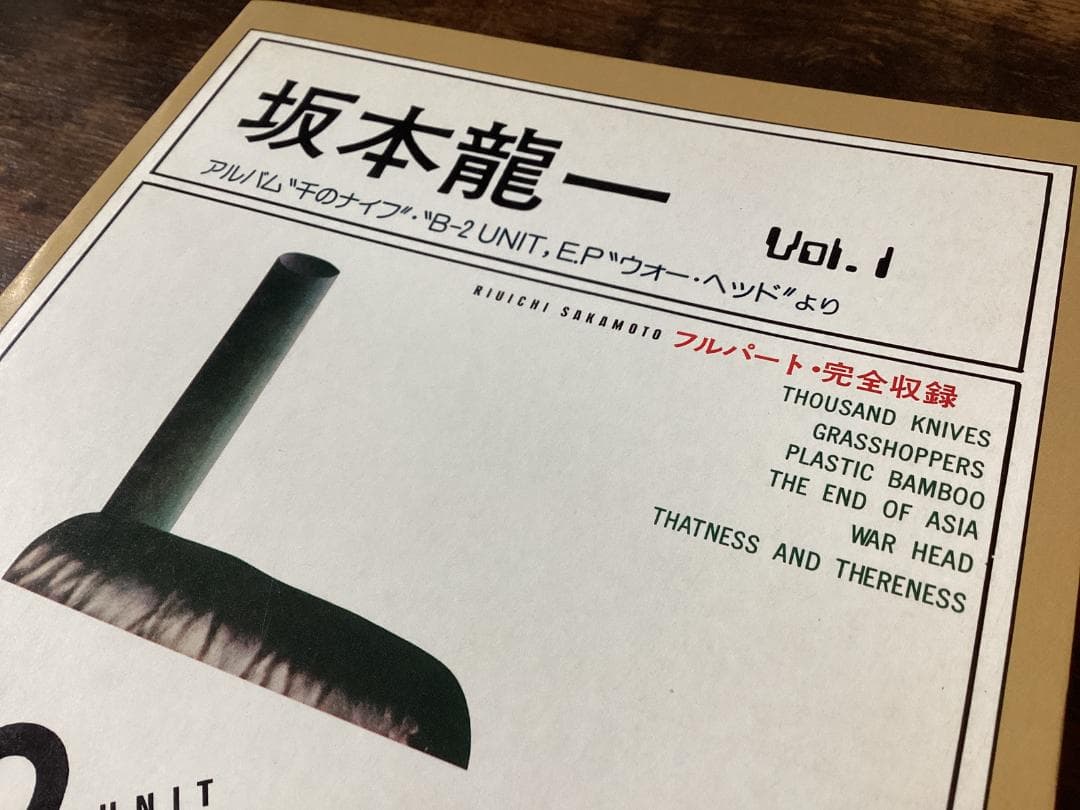 坂本龍一
Vol.1
アルバム〝千のナイフ〟・〝B-2 UNIT, E.P〝ウォー・ヘッド〟より
RIUICHI SAKAMOTO
フルパート・完全収録
THOUSAND KNIVES
GRASSHOPPERS
PLASTIC BAMBOO
THE END OF ASIA
WAR HEAD
THATNESS AND THERENESS
UNIT